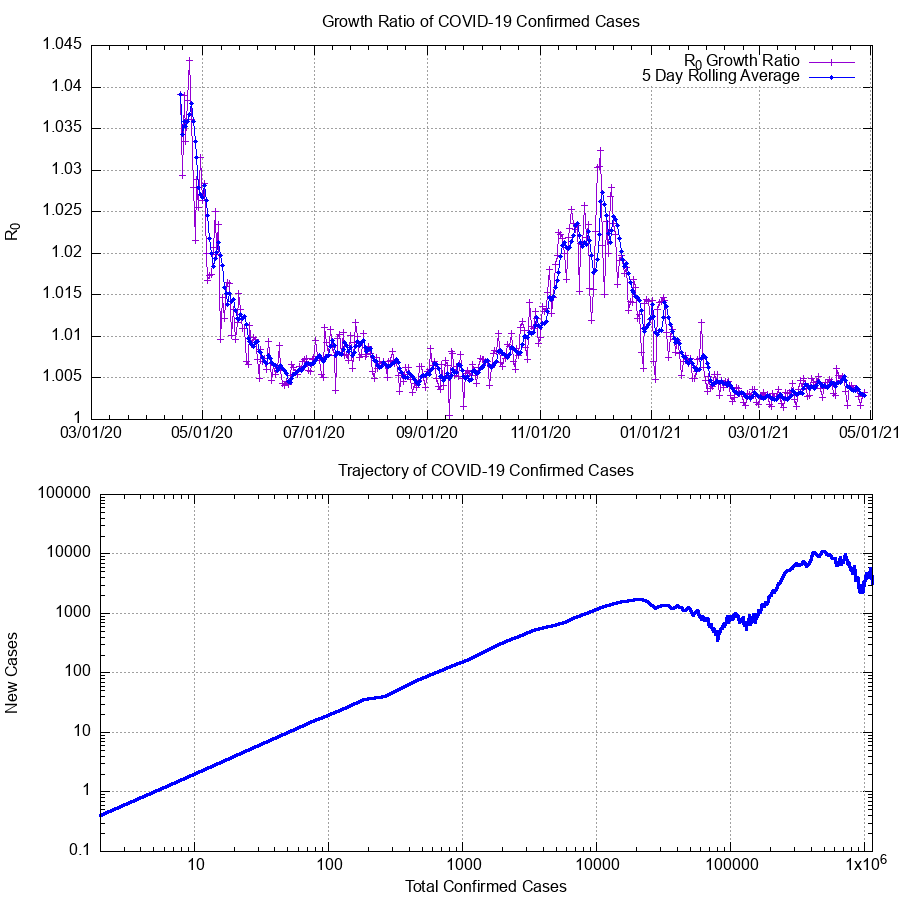 Growth Ratio of COVID-19 Confirmed Cases
1.045
1.04
1.035
1.03
1.025
1.02
1.015
1.01
1.005
1
R0
R0 Growth Ratio
5 Day Rolling Average
03/01/20 05/01/20 07/01/20 09/01/20 11/01/20 01/01/21 03/01/21 05/01/21
Trajectory of COVID-19 Confirmed Cases
100000
10000
1000
100
10
1
0.1
New Cases
10 100 1000 10000 100000 1x10^6
Total Confirmed Cases